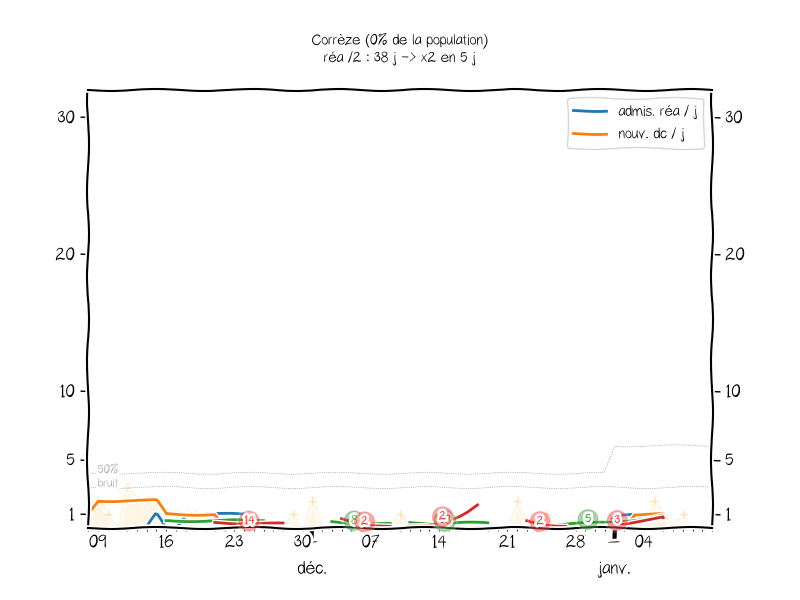 Corrèze (0% de la population)
réa /2 : 38 j -> x2 en 5 j
admis. réa / j
nouv. dc / j
30 30
20 20
10 10
5 5
1 1
50%
bruit
14 8 2 2 2 5 3
09 16 23 30 07 14 21 28 04
déc. janv.